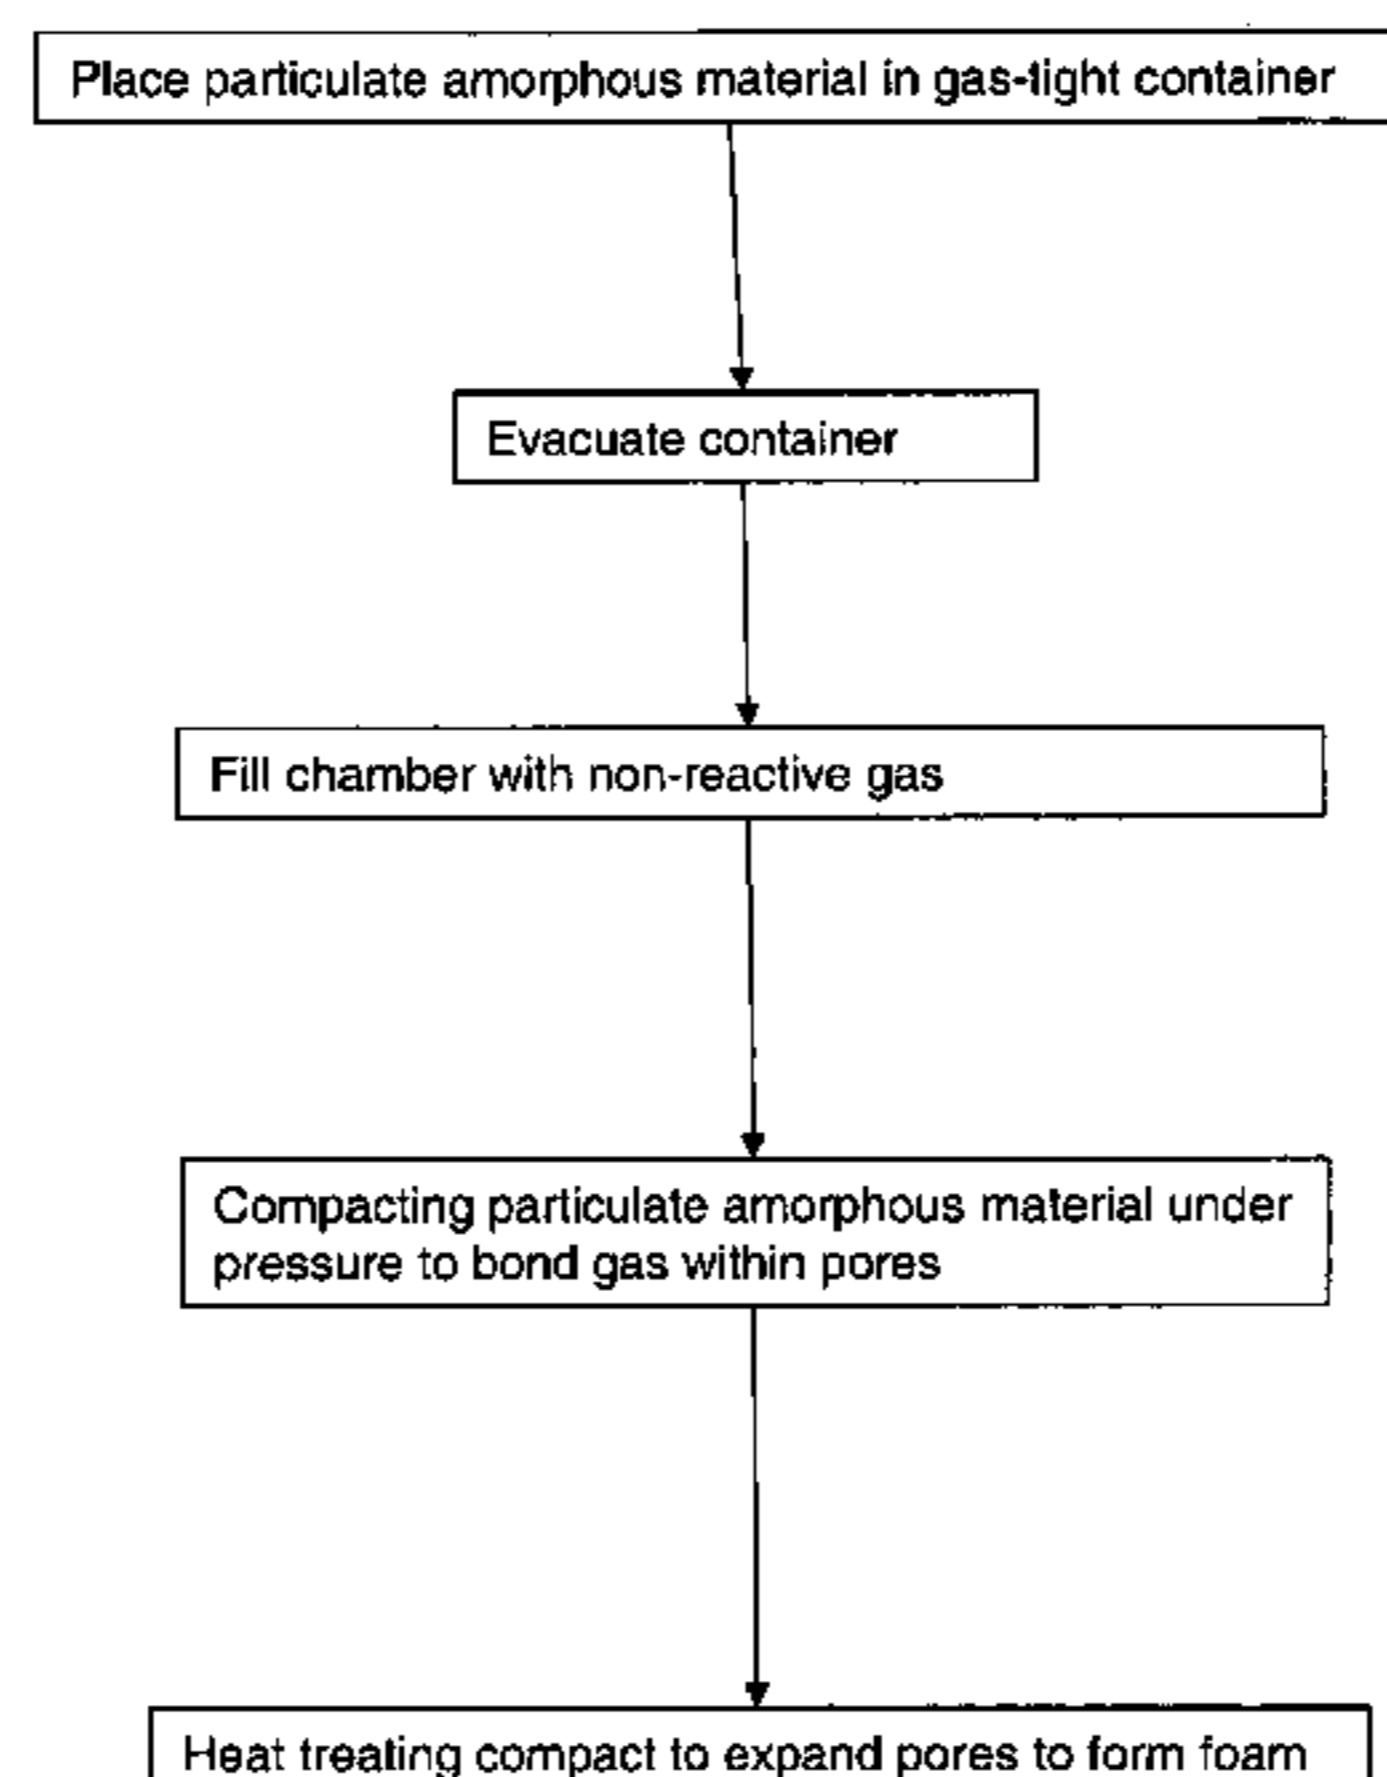 Place particulate amorphous material in gas-tight container
Evacuate container
Fill chamber with non-reactive gas
Compacting particulate amorphous material under
pressure to bond gas within pores
Heat treating compact to expand pores to form foam